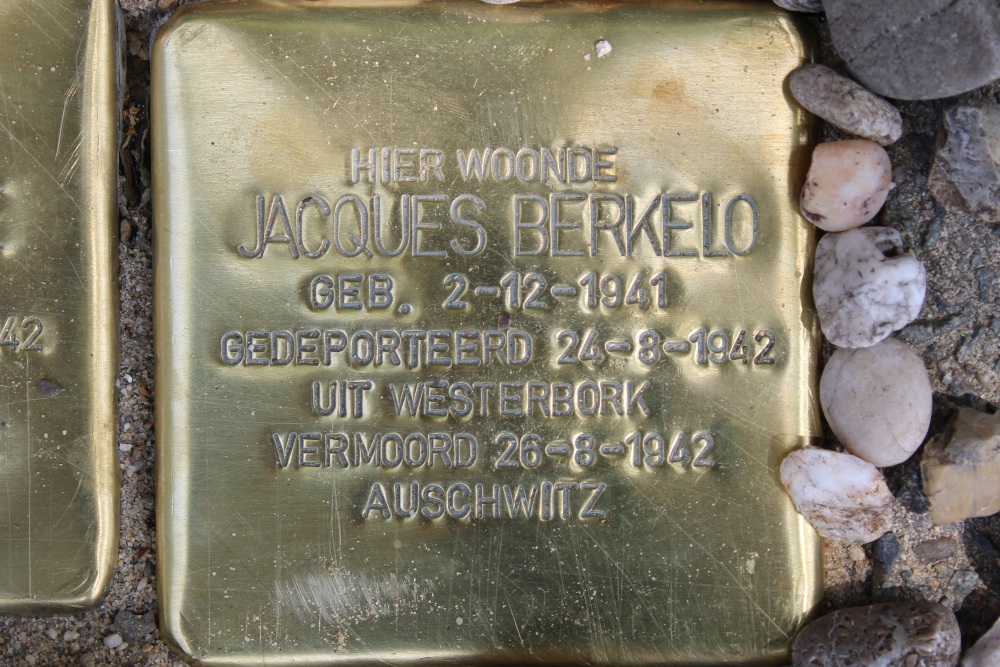 HIER WOONDE
JACQUES BERKELO
GEB. 2-12-1941
GEDEPORTEERD 24-8-1942
UIT WESTERBORK
VERMOORD 26-8-1942
AUSCHWITZ
42